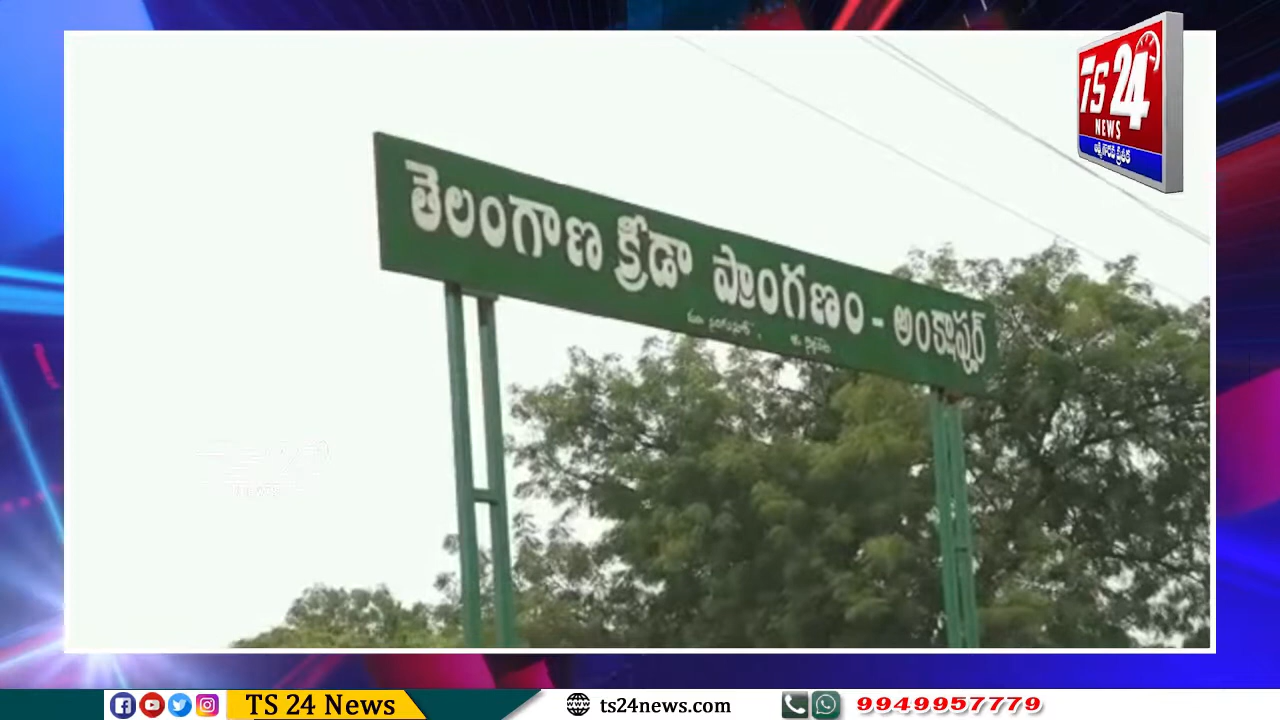 TS 24
NEWS
తెలంగాణ క్రీడా ప్రాంగణం - అంక్సాపూర్
TS 24 News
ts24news.com
9949957779